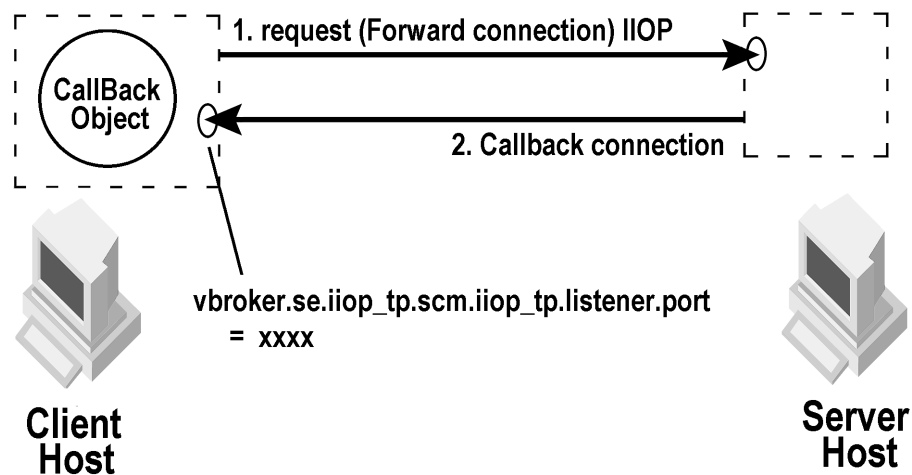 1. request (Forward connection) IIOP
CallBack
Object
2. Callback connection
vbroker.se.iiop_tp.scm.iiop_tp.listener.port
= xxxx
Client
Host
Server
Host